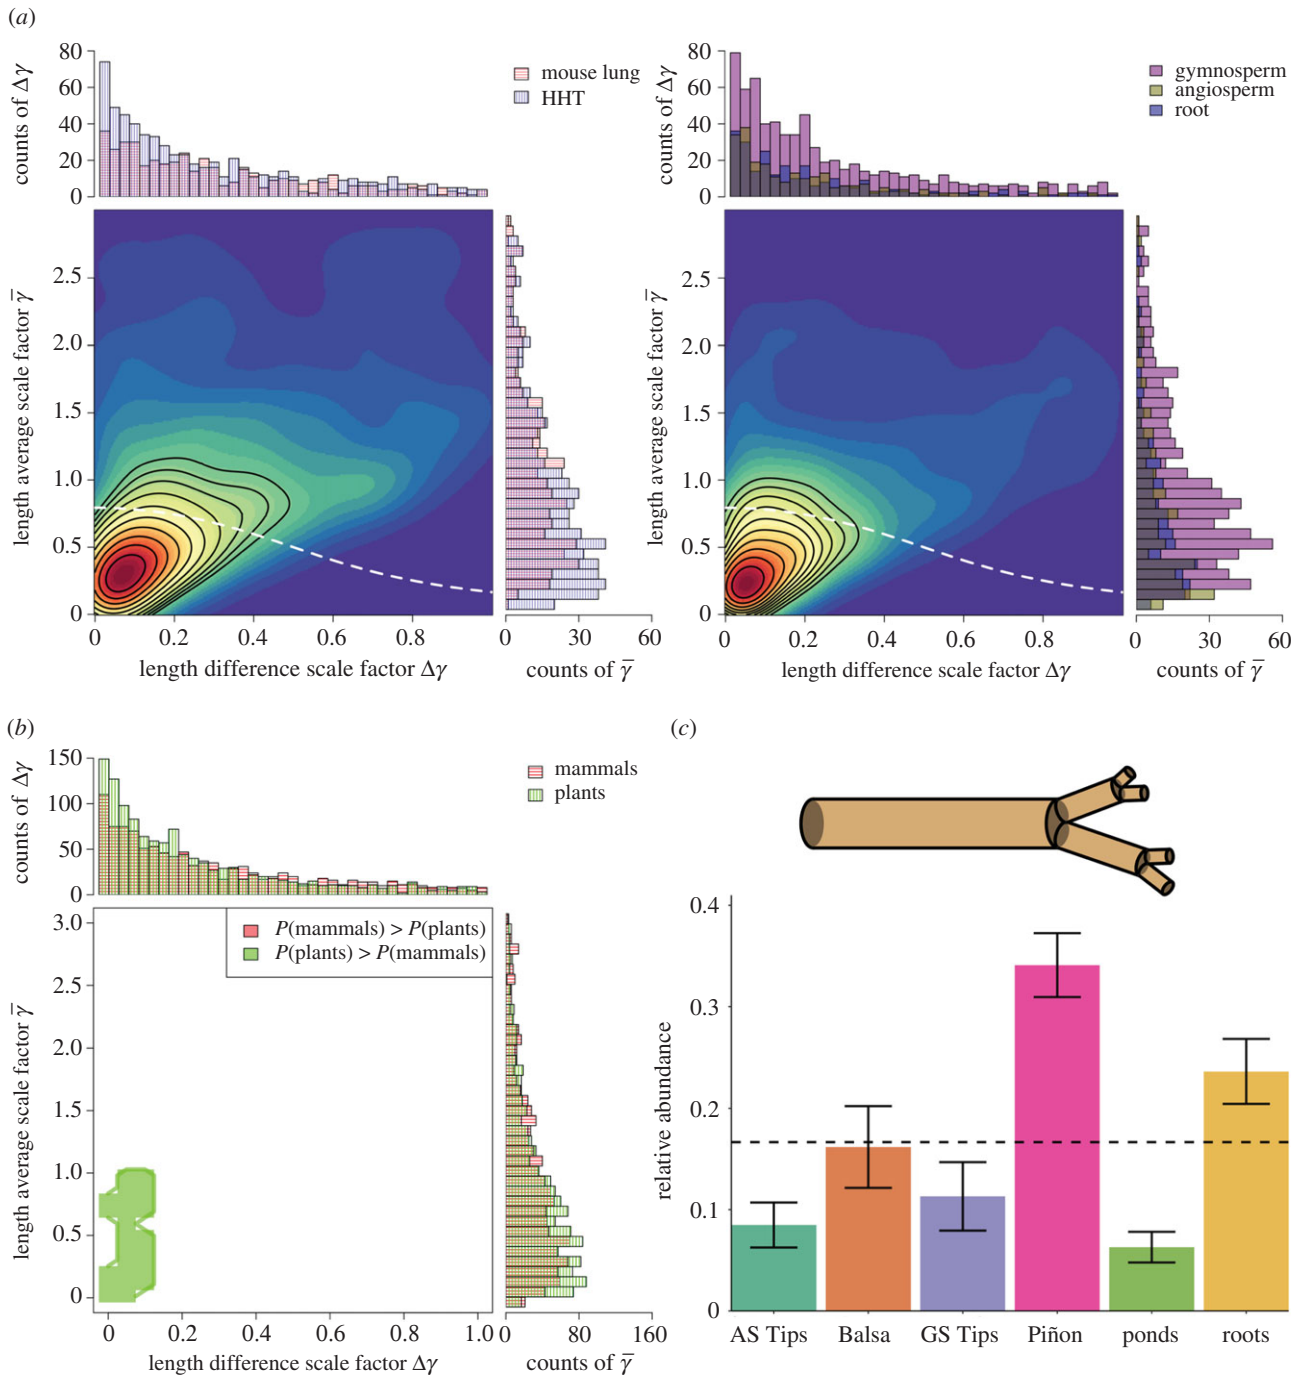 (a)
80
60
40
20
0
counts of Δγ
mouse lung
HHT
2.5
2.0
1.5
1.0
0.5
0
length average scale factor γ̄
0 0.2 0.4 0.6 0.8
length difference scale factor Δγ
0 30 60
counts of γ̄
80
60
40
20
0
counts of Δγ
gymnosperm
angiosperm
root
2.5
2.0
1.5
1.0
0.5
0
length average scale factor γ̄
0 0.2 0.4 0.6 0.8
length difference scale factor Δγ
0 30 60
counts of γ̄
(b)
150
100
50
0
counts of Δγ
mammals
plants
P(mammals) > P(plants)
P(plants) > P(mammals)
3.0
2.5
2.0
1.5
1.0
0.5
0
length average scale factor γ̄
0 0.2 0.4 0.6 0.8 1.0
length difference scale factor Δγ
0 80 160
counts of γ̄
(c)
0.4
0.3
0.2
0.1
0
relative abundance
AS Tips Balsa GS Tips Piñon ponds roots